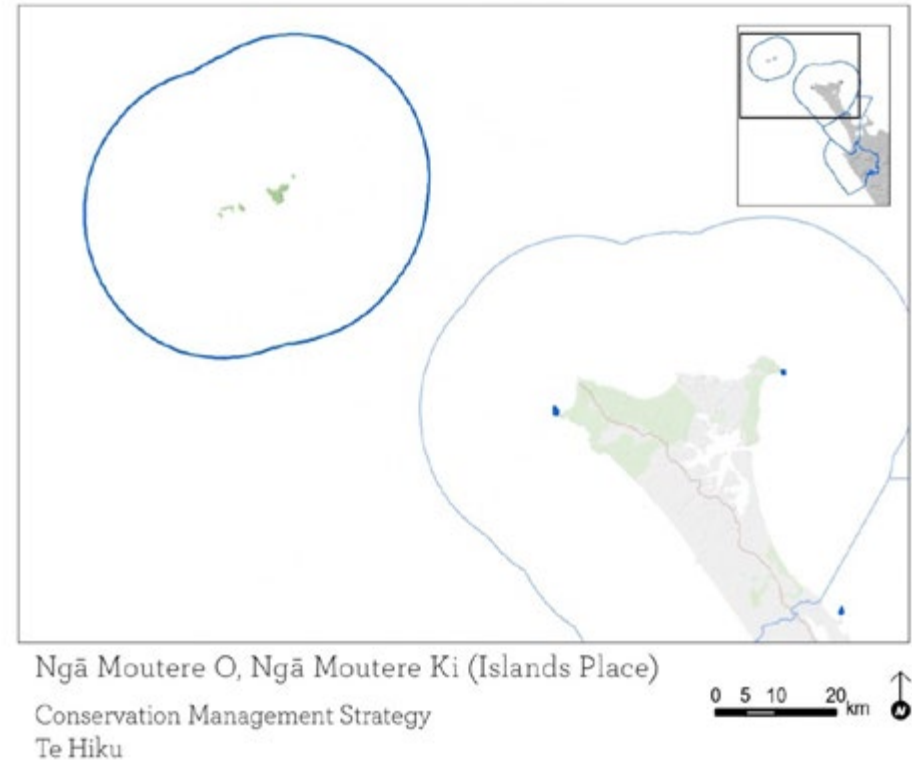 Ngā Moutere O, Ngā Moutere Ki (Islands Place)
Conservation Management Strategy
Te Hiku
0 5 10 20 km
N